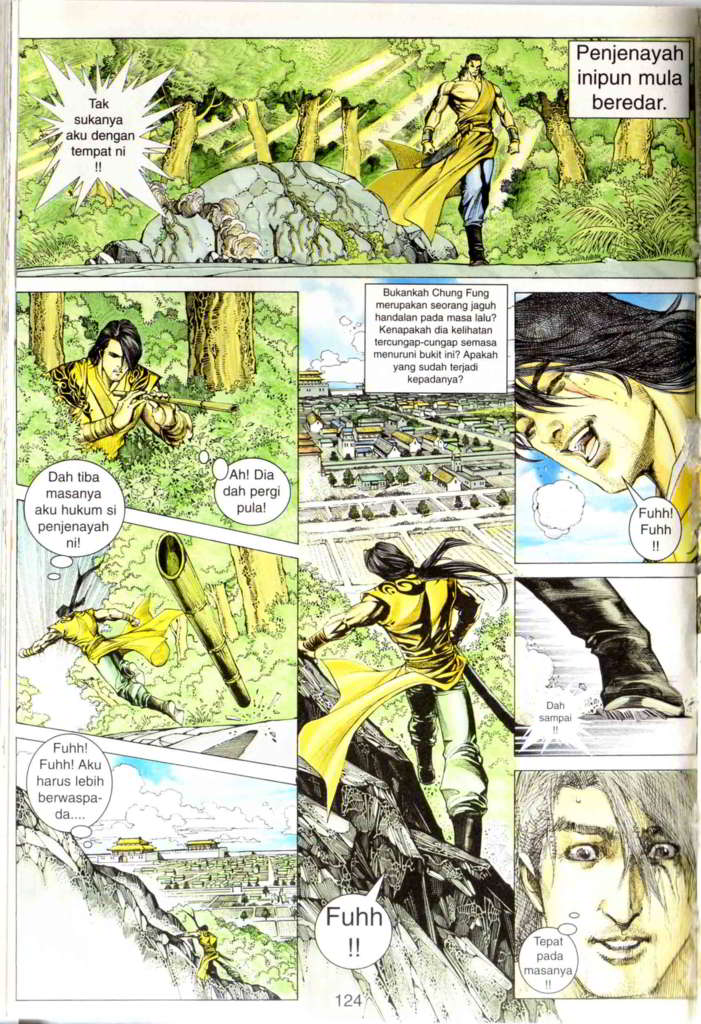 Tak
sukanya
aku dengan
tempat ni
!!
Penjenayah
inipun mula
beredar.
Ah! Dia
dah pergi
pula!
Dah tiba
masanya
aku hukum si
penjenayah
ni!
Fuhh!
Fuhh! Aku
harus lebih
berwaspa-
da....
Bukankah Chung Fung
merupakan seorang jaguh
handalan pada masa lalu?
Kenapakah dia kelihatan
tercungap-cungap semasa
menuruni bukit ini? Apakah
yang sudah terjadi
kepadanya?
Fuhh
!!
Fuhh!
Fuhh
!!
Dah
sampai
!!
Tepat
pada
masanya
!!
124